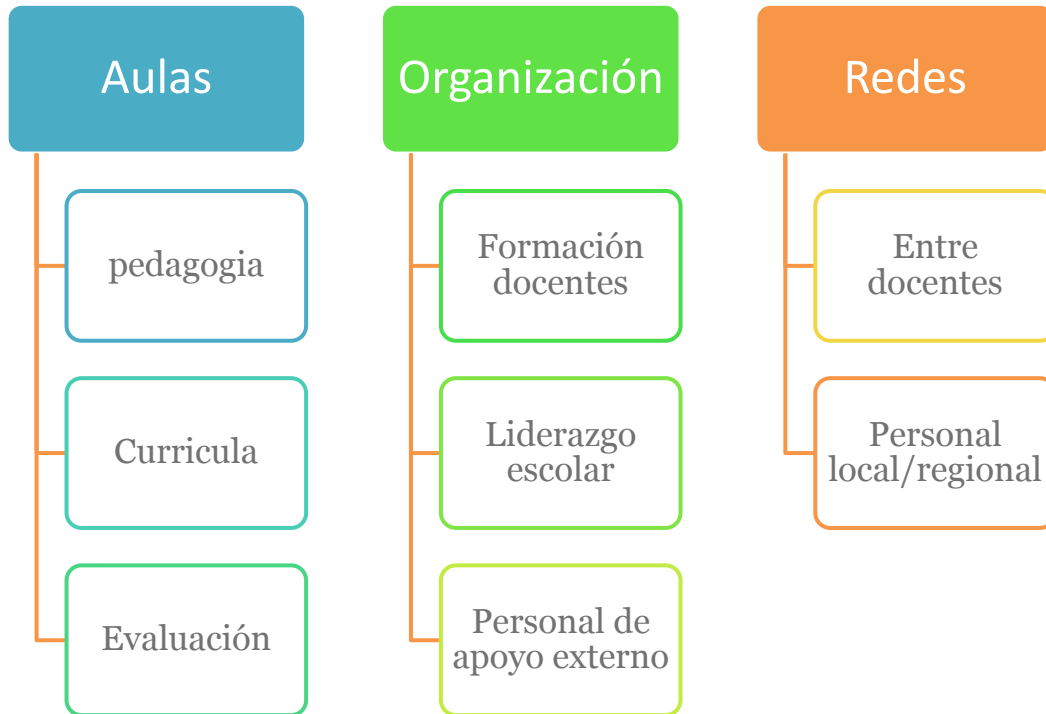 Aulas
pedagogia
Curricula
Evaluación
Organización
Formación
docentes
Liderazgo
escolar
Personal de
apoyo externo
Redes
Entre
docentes
Personal
local/regional